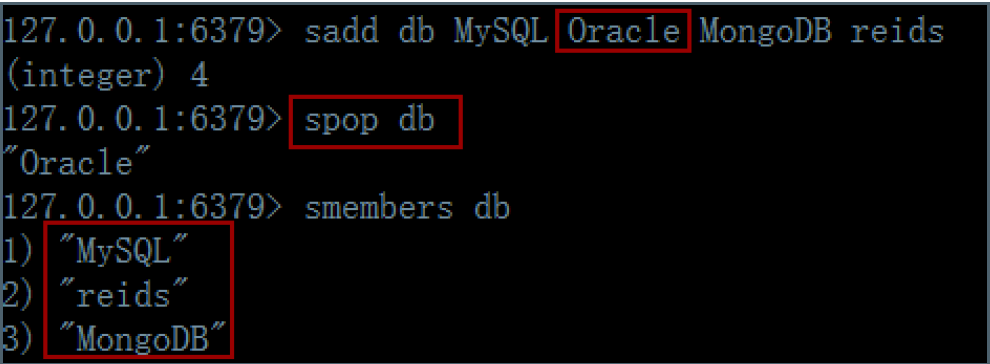 127.0.0.1:6379> sadd db MySQL Oracle MongoDB reids
(integer) 4
127.0.0.1:6379> spop db
"Oracle"
127.0.0.1:6379> smembers db
1) "MySQL"
2) "reids"
3) "MongoDB"